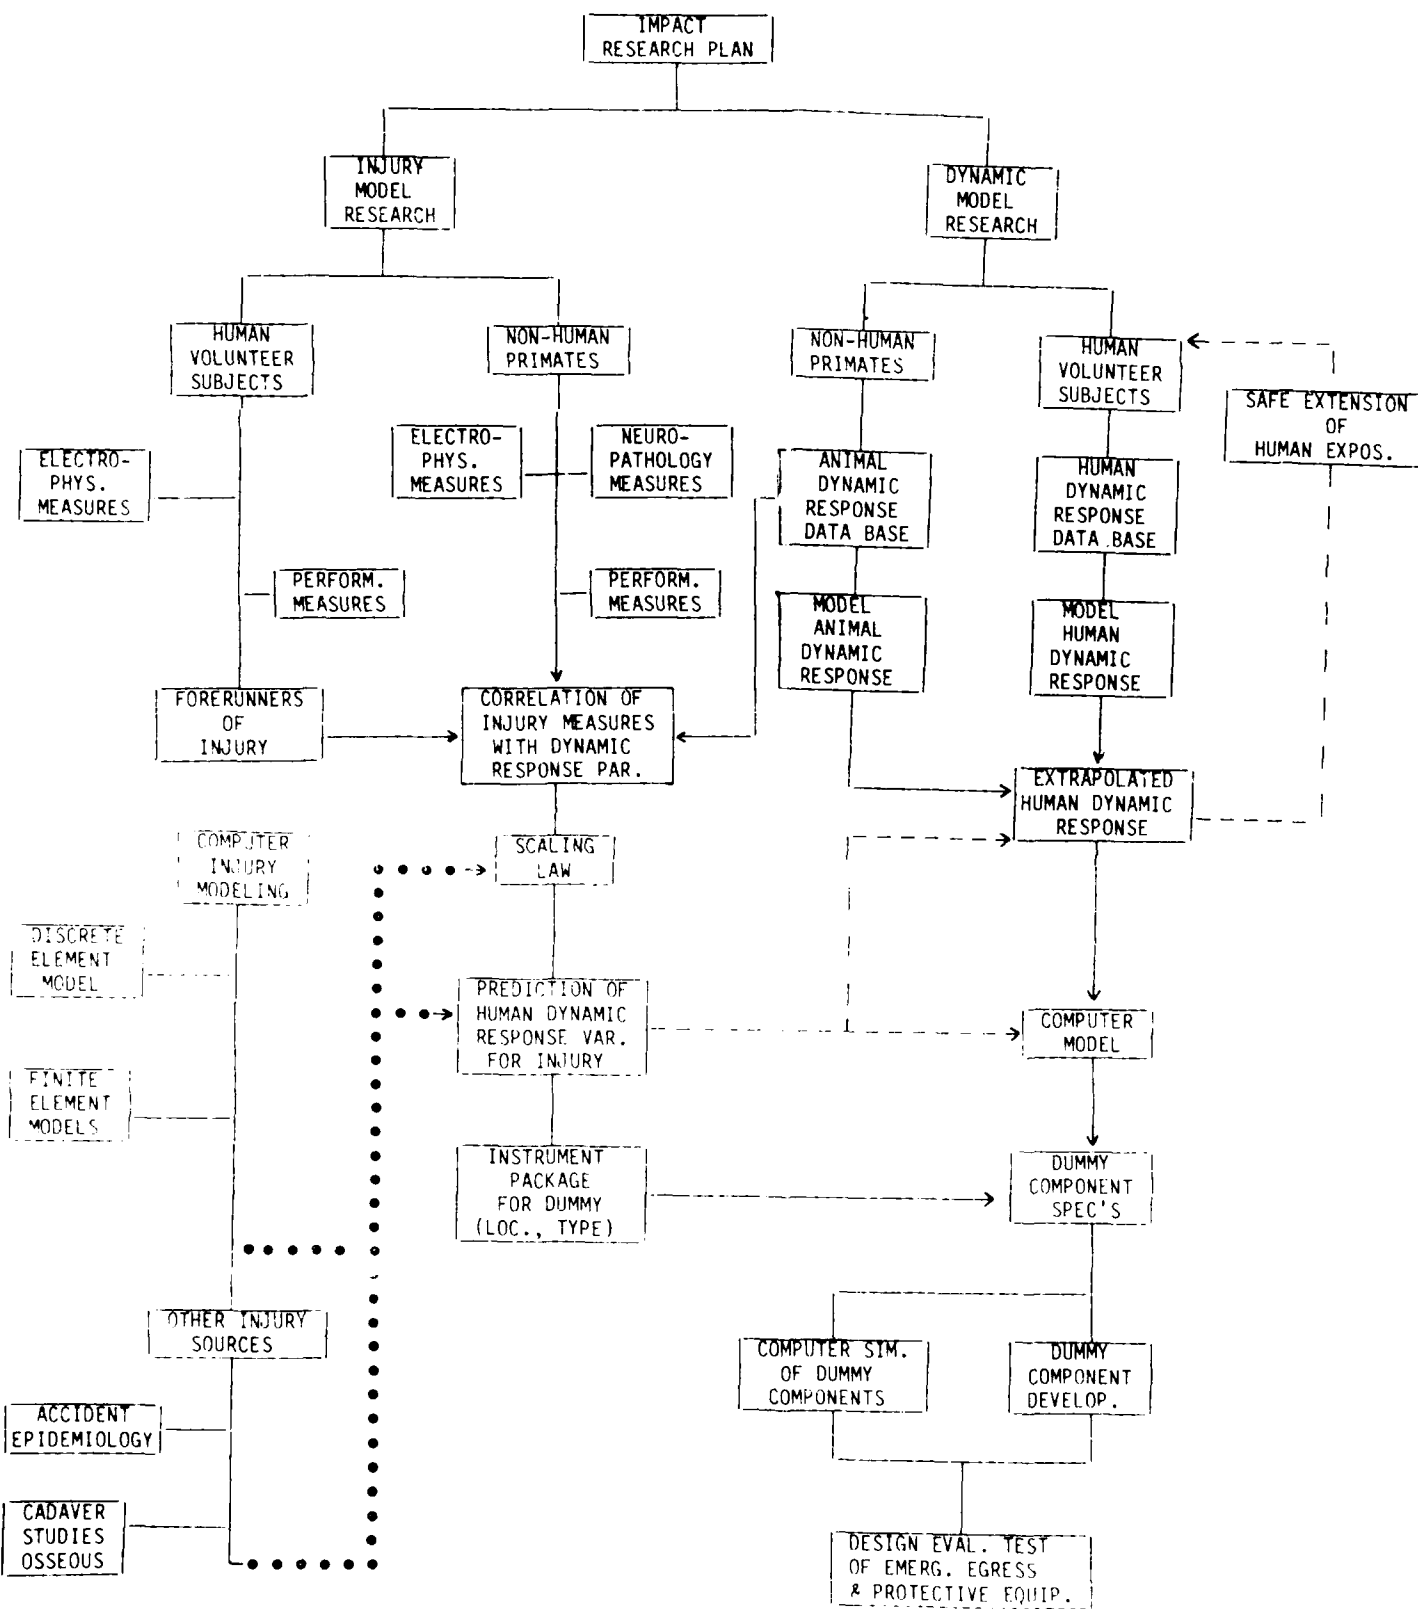 IMPACT
RESEARCH PLAN
INJURY
MODEL
RESEARCH
DYNAMIC
MODEL
RESEARCH
HUMAN
VOLUNTEER
SUBJECTS
NON-HUMAN
PRIMATES
NON-HUMAN
PRIMATES
HUMAN
VOLUNTEER
SUBJECTS
SAFE EXTENSION
OF
HUMAN EXPOS.
ELECTRO-
PHYS.
MEASURES
ELECTRO-
PHYS.
MEASURES
NEURO-
PATHOLOGY
MEASURES
ANIMAL
DYNAMIC
RESPONSE
DATA BASE
HUMAN
DYNAMIC
RESPONSE
DATA BASE
PERFORM.
MEASURES
PERFORM.
MEASURES
MODEL
ANIMAL
DYNAMIC
RESPONSE
MODEL
HUMAN
DYNAMIC
RESPONSE
FORERUNNERS
OF
INJURY
CORRELATION OF
INJURY MEASURES
WITH DYNAMIC
RESPONSE PAR.
EXTRAPOLATED
HUMAN DYNAMIC
RESPONSE
COMPUTER
INJURY
MODELING
SCALING
LAW
DISCRETE
ELEMENT
MODEL
PREDICTION OF
HUMAN DYNAMIC
RESPONSE VAR.
FOR INJURY
COMPUTER
MODEL
FINITE
ELEMENT
MODELS
INSTRUMENT
PACKAGE
FOR DUMMY
(LOC., TYPE)
DUMMY
COMPONENT
SPEC'S
OTHER INJURY
SOURCES
COMPUTER SIM.
OF DUMMY
COMPONENTS
DUMMY
COMPONENT
DEVELOP.
ACCIDENT
EPIDEMIOLOGY
CADAVER
STUDIES
OSSEOUS
DESIGN EVAL. TEST
OF EMERG. EGRESS
& PROTECTIVE EQUIP.